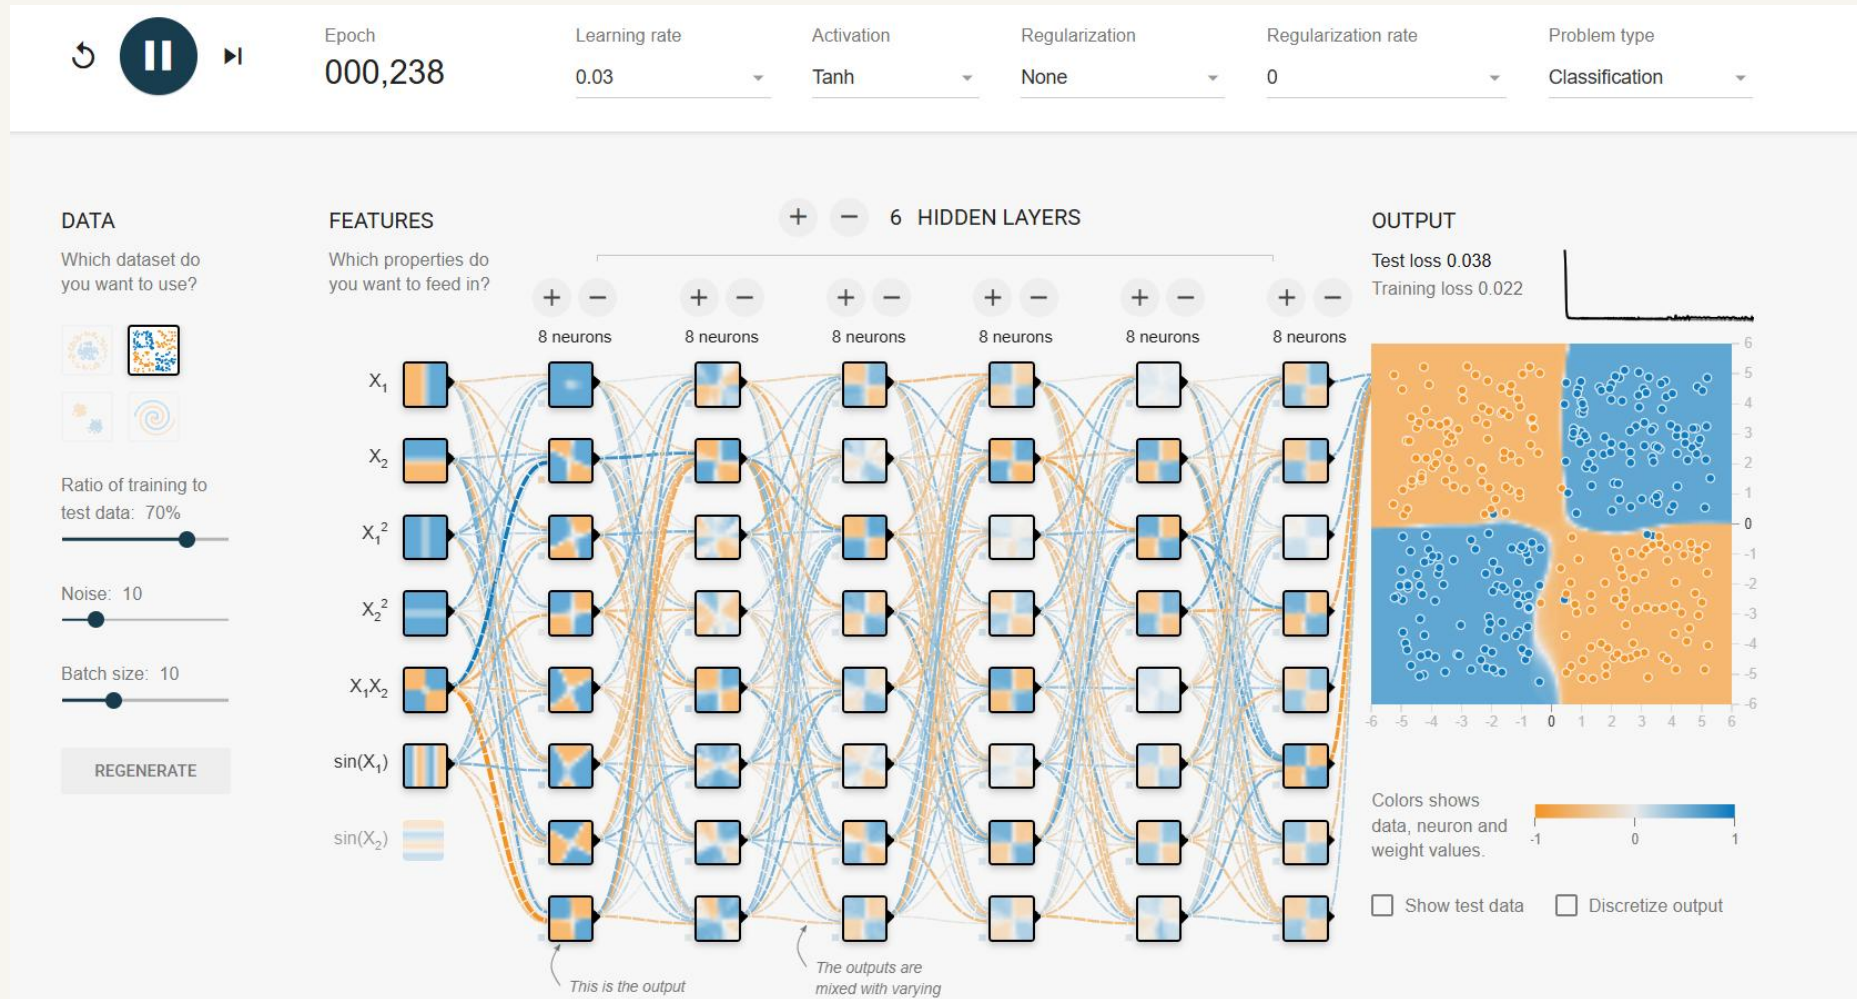 Epoch
000,238
Learning rate
0.03
Activation
Tanh
Regularization
None
Regularization rate
0
Problem type
Classification
DATA
Which dataset do
you want to use?
Ratio of training to
test data: 70%
Noise: 10
Batch size: 10
REGENERATE
FEATURES
Which properties do
you want to feed in?
X₁
X₂
X₁²
X₂²
X₁X₂
sin(X₁)
sin(X₂)
+ − 6 HIDDEN LAYERS
+ − + − + − + − + − + −
8 neurons 8 neurons 8 neurons 8 neurons 8 neurons 8 neurons
This is the output
The outputs are
mixed with varying
OUTPUT
Test loss 0.038
Training loss 0.022
6
5
4
3
2
1
0
-1
-2
-3
-4
-5
-6
-6 -5 -4 -3 -2 -1 0 1 2 3 4 5 6
Colors shows
data, neuron and
weight values.
-1 0 1
Show test data
Discretize output